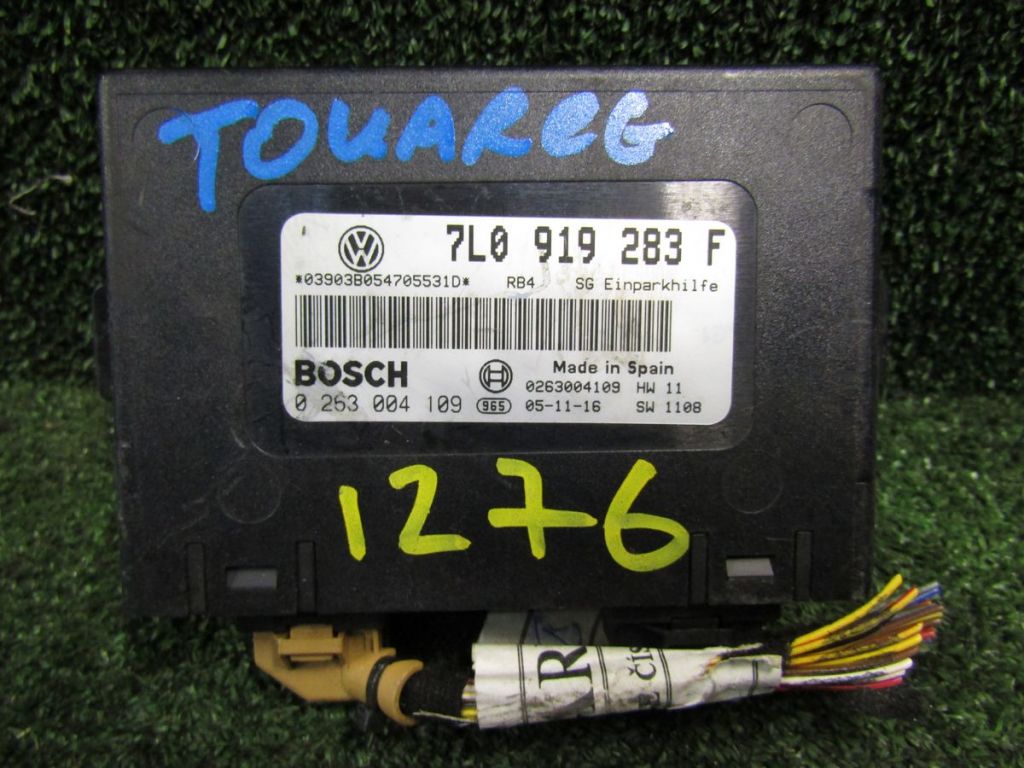 TOUAREG
7L0 919 283 F
*03903B054705531D* RB4 SG Einparkhilfe
BOSCH
Made in Spain
0263004109 HW 11
0 263 004 109
965 05-11-16 SW 1108
1276